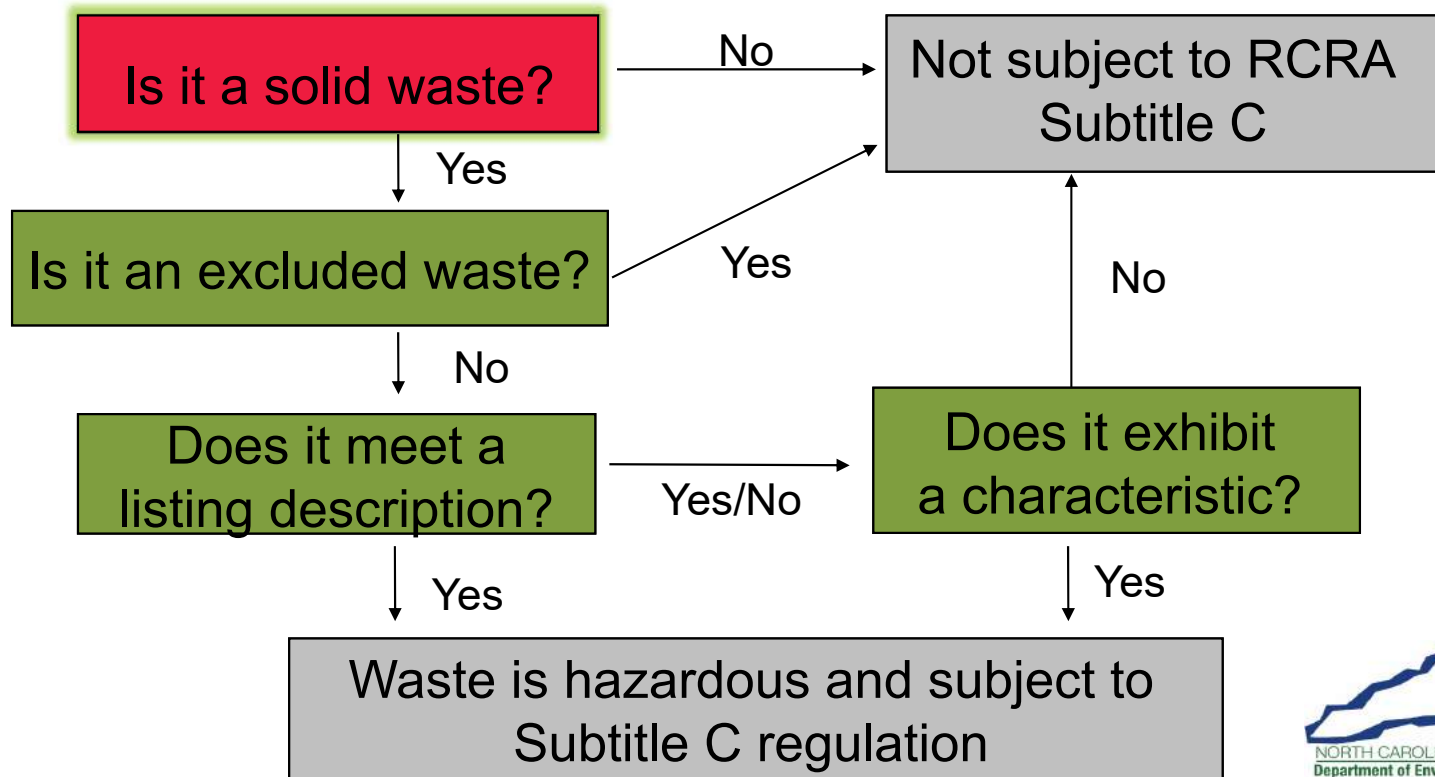 Is it a solid waste?
No
Not subject to RCRA
Subtitle C
Yes
Is it an excluded waste?
Yes
No
No
Does it meet a
listing description?
Yes/No
Does it exhibit
a characteristic?
Yes
Yes
Waste is hazardous and subject to
Subtitle C regulation
NORTH
Department of